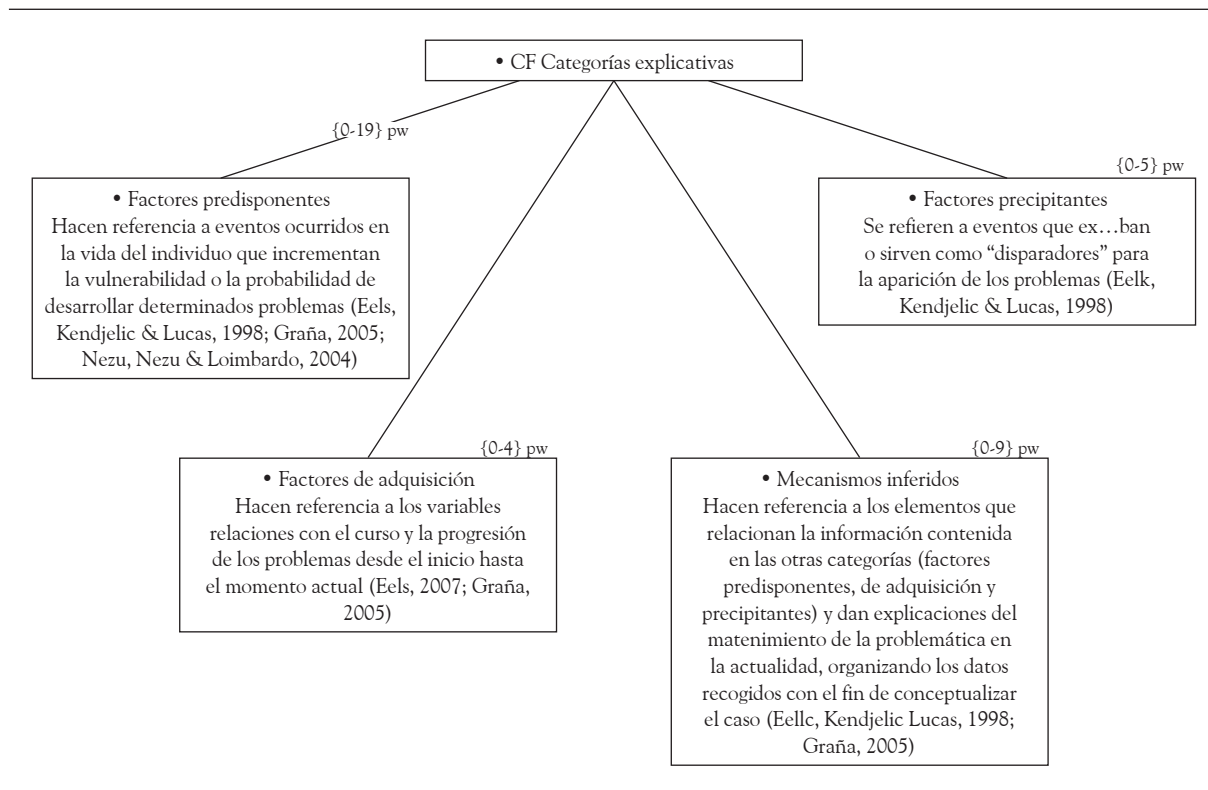 • CF Categorías explicativas
{0-19} pw
• Factores predisponentes
Hacen referencia a eventos ocurridos en
la vida del individuo que incrementan
la vulnerabilidad o la probabilidad de
desarrollar determinados problemas (Eels,
Kendjelic & Lucas, 1998; Graña, 2005;
Nezu, Nezu & Loimbardo, 2004)
{0-5} pw
• Factores precipitantes
Se refieren a eventos que ex...ban
o sirven como “disparadores” para
la aparición de los problemas (Eelk,
Kendjelic & Lucas, 1998)
{0-4} pw
• Factores de adquisición
Hacen referencia a los variables
relaciones con el curso y la progresión
de los problemas desde el inicio hasta
el momento actual (Eels, 2007; Graña,
2005)
{0-9} pw
• Mecanismos inferidos
Hacen referencia a los elementos que
relacionan la información contenida
en las otras categorías (factores
predisponentes, de adquisición y
precipitantes) y dan explicaciones del
matenimiento de la problemática en
la actualidad, organizando los datos
recogidos con el fin de conceptualizar
el caso (Eellc, Kendjelic Lucas, 1998;
Graña, 2005)